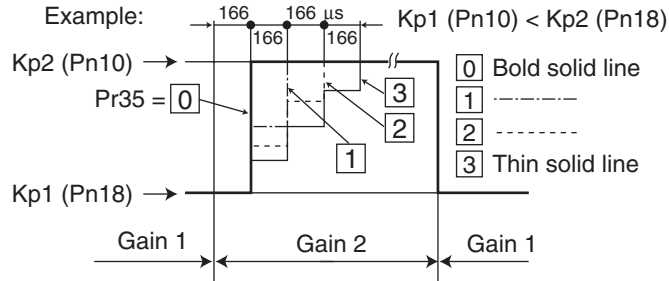 Example:
166 166 μs
166 166
Kp1 (Pn10) < Kp2 (Pn18)
Kp2 (Pn10)
Pr35 = 0
3
2
1
0 Bold solid line
1
2
3 Thin solid line
Kp1 (Pn18)
Gain 1 Gain 2 Gain 1